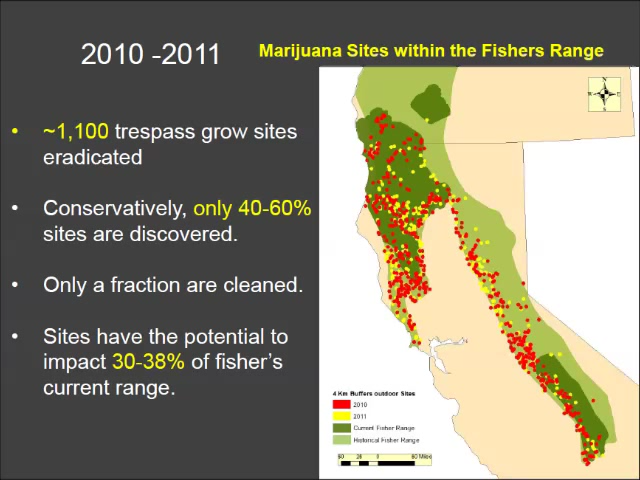 2010 -2011
Marijuana Sites within the Fishers Range
• ~1,100 trespass grow sites
eradicated
• Conservatively, only 40-60%
sites are discovered.
• Only a fraction are cleaned.
• Sites have the potential to
impact 30-38% of fisher's
current range.
N
W E
S
4 Km Buffers outdoor Sites
2010
2011
Current Fisher Range
Historical Fisher Range
0